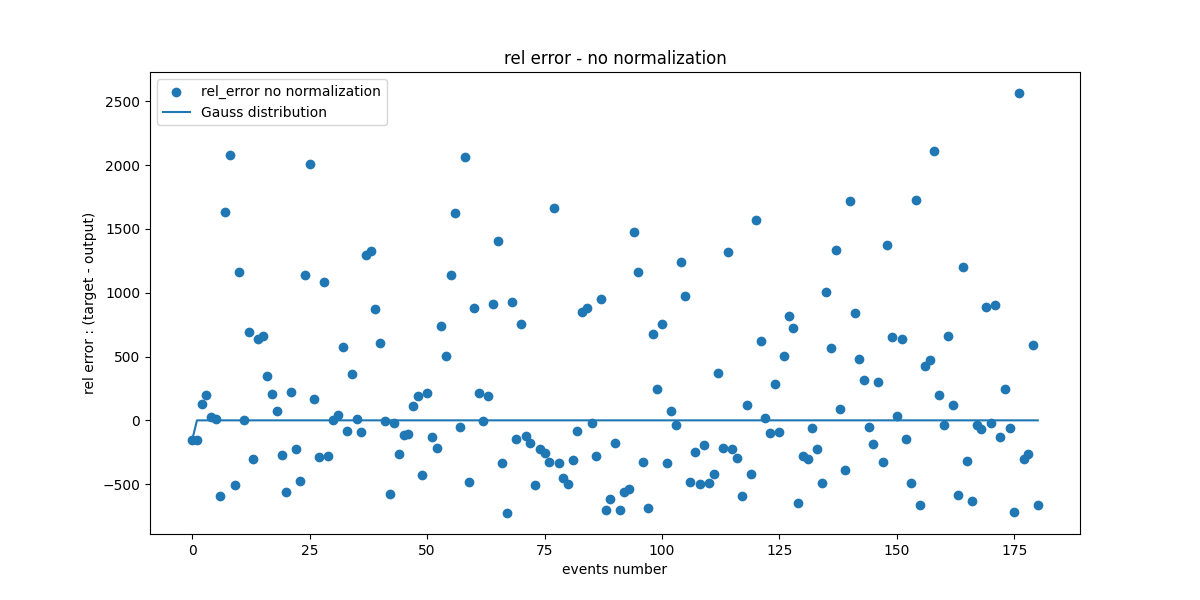 rel error - no normalization
rel_error no normalization
Gauss distribution
rel error : (target - output)
2500
2000
1500
1000
500
0
−500
0 25 50 75 100 125 150 175
events number